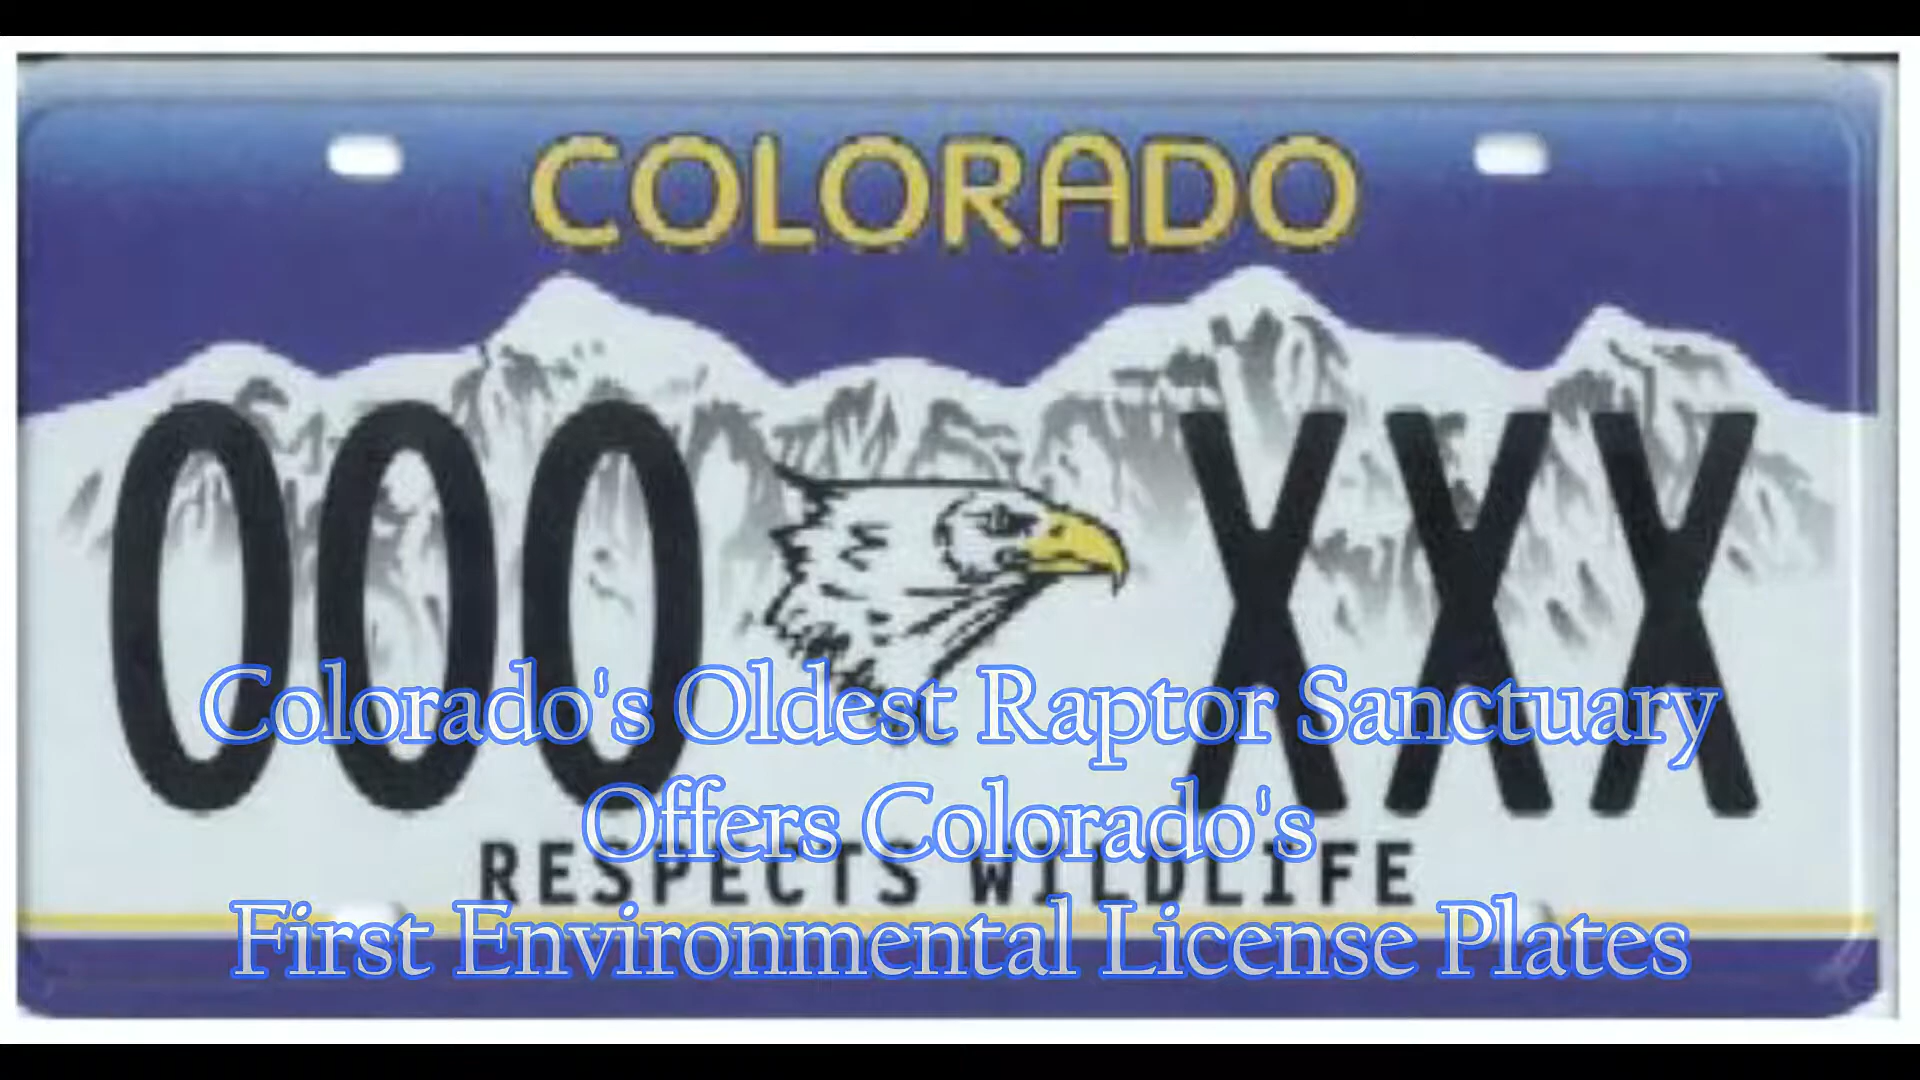 COLORADO
000 XXX
Colorado's Oldest Raptor Sanctuary
Offers Colorado's
RESPECTS WILDLIFE
First Environmental License Plates